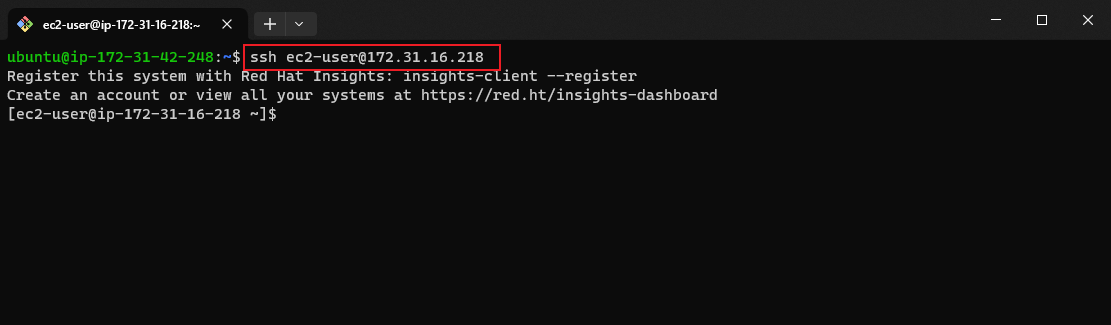 ec2-user@ip-172-31-16-218:~
ubuntu@ip-172-31-42-248:~$ ssh ec2-user@172.31.16.218
Register this system with Red Hat Insights: insights-client --register
Create an account or view all your systems at https://red.ht/insights-dashboard
[ec2-user@ip-172-31-16-218 ~]$